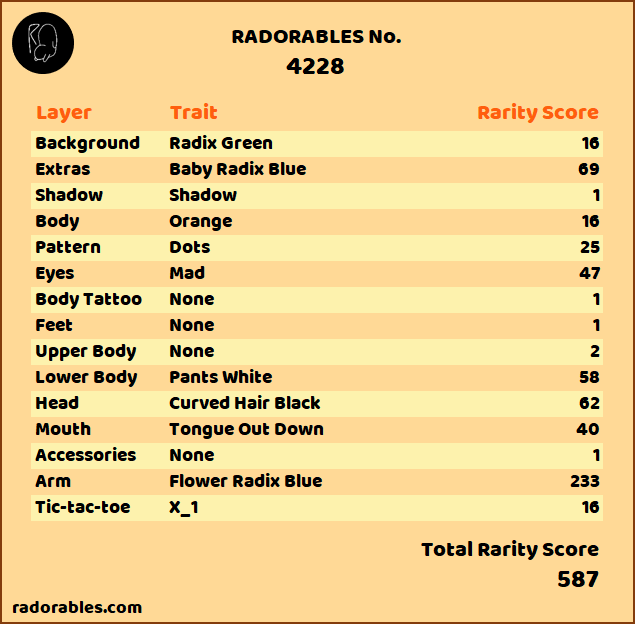 RADORABLES No.
4228
Layer Trait Rarity Score
Background Radix Green 16
Extras Baby Radix Blue 69
Shadow Shadow 1
Body Orange 16
Pattern Dots 25
Eyes Mad 47
Body Tattoo None 1
Feet None 1
Upper Body None 2
Lower Body Pants White 58
Head Curved Hair Black 62
Mouth Tongue Out Down 40
Accessories None 1
Arm Flower Radix Blue 233
Tic-tac-toe X_1 16
Total Rarity Score
587
radorables.com